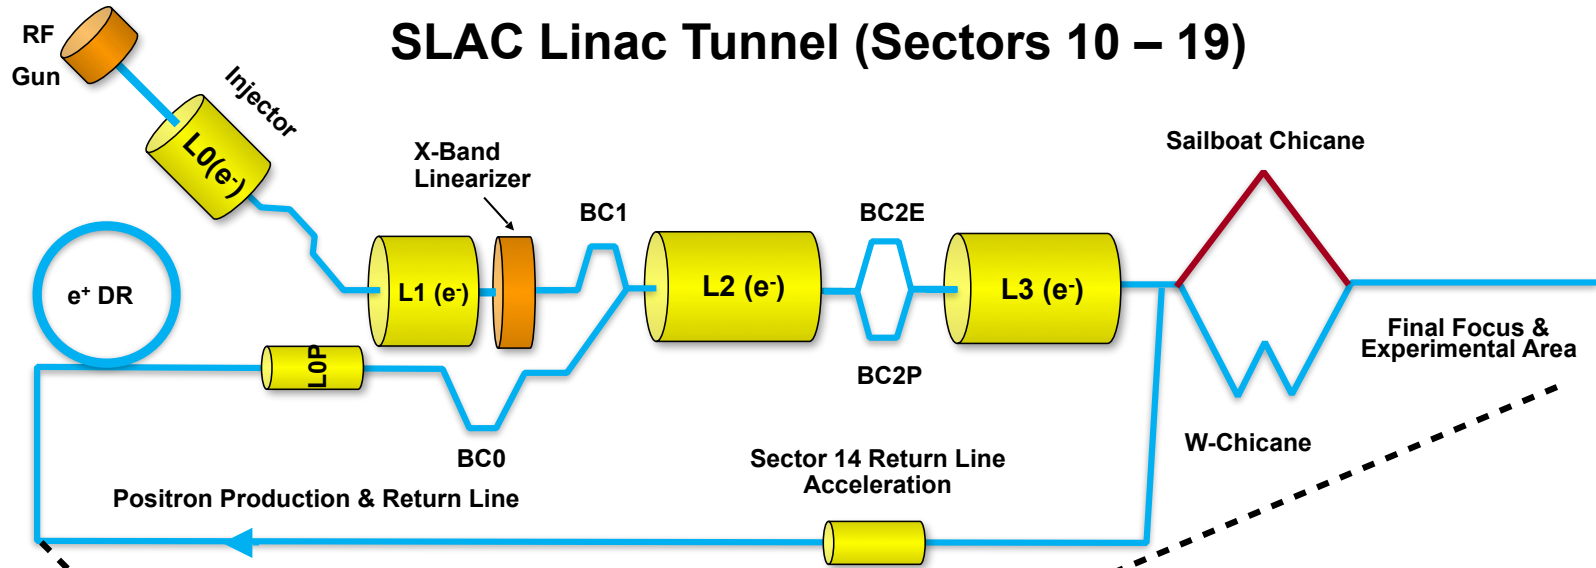 SLAC Linac Tunnel (Sectors 10 – 19)
RF
Gun
Injector
L0(e-)
X-Band
Linearizer
Sailboat Chicane
BC1
BC2E
e+ DR
L1 (e-)
L2 (e-)
L3 (e-)
Final Focus &
Experimental Area
L0P
BC2P
W-Chicane
BC0
Sector 14 Return Line
Acceleration
Positron Production & Return Line